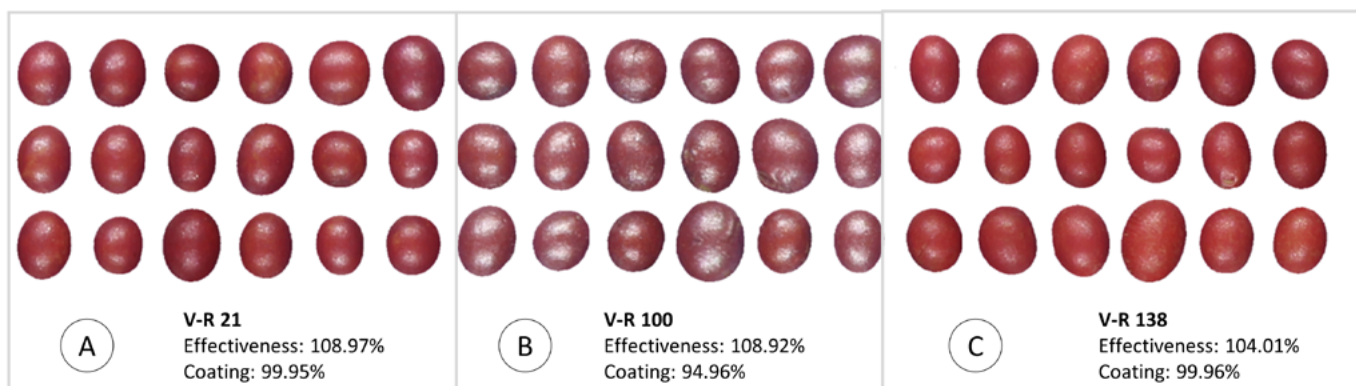 A
V-R 21
Effectiveness: 108.97%
Coating: 99.95%
B
V-R 100
Effectiveness: 108.92%
Coating: 94.96%
C
V-R 138
Effectiveness: 104.01%
Coating: 99.96%